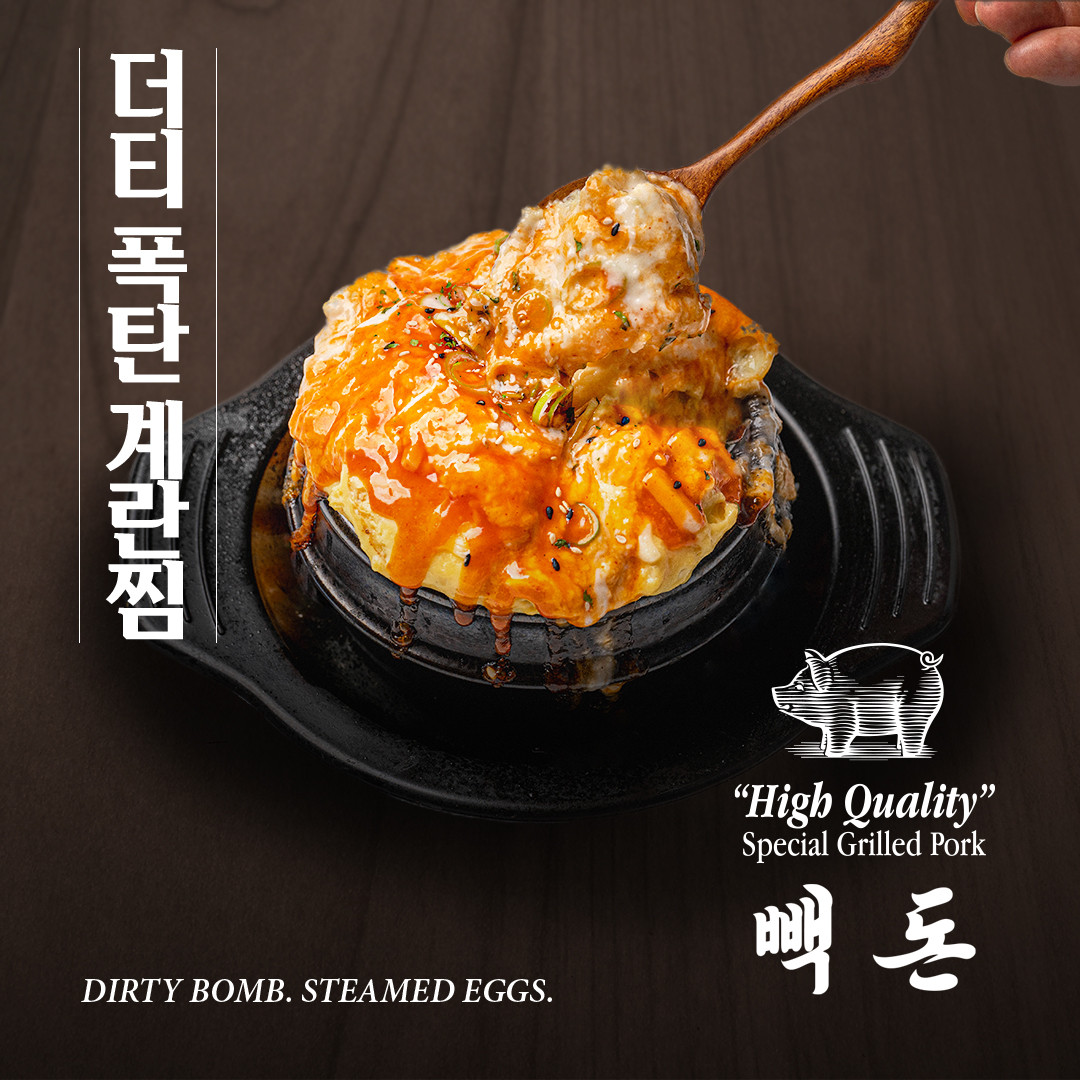 더티 폭탄 계란찜
“High Quality”
Special Grilled Pork
빽돈
DIRTY BOMB. STEAMED EGGS.